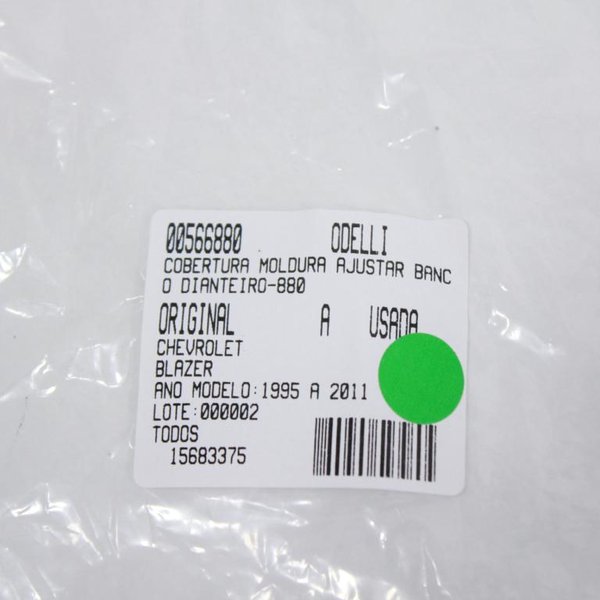 00566880 ODELLI
COBERTURA MOLDURA AJUSTAR BANC
O DIANTEIRO-880
ORIGINAL A USADA
CHEVROLET
BLAZER
ANO MODELO:1995 A 2011
LOTE:000002
TODOS
15683375